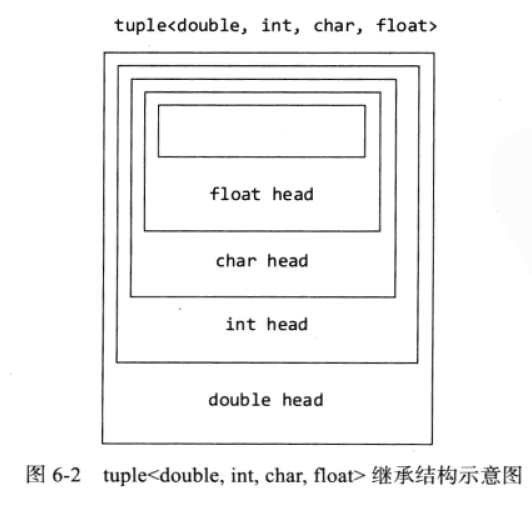 tuple<double, int, char, float>
float head
char head
int head
double head
图 6-2 tuple<double, int, char, float> 继承结构示意图